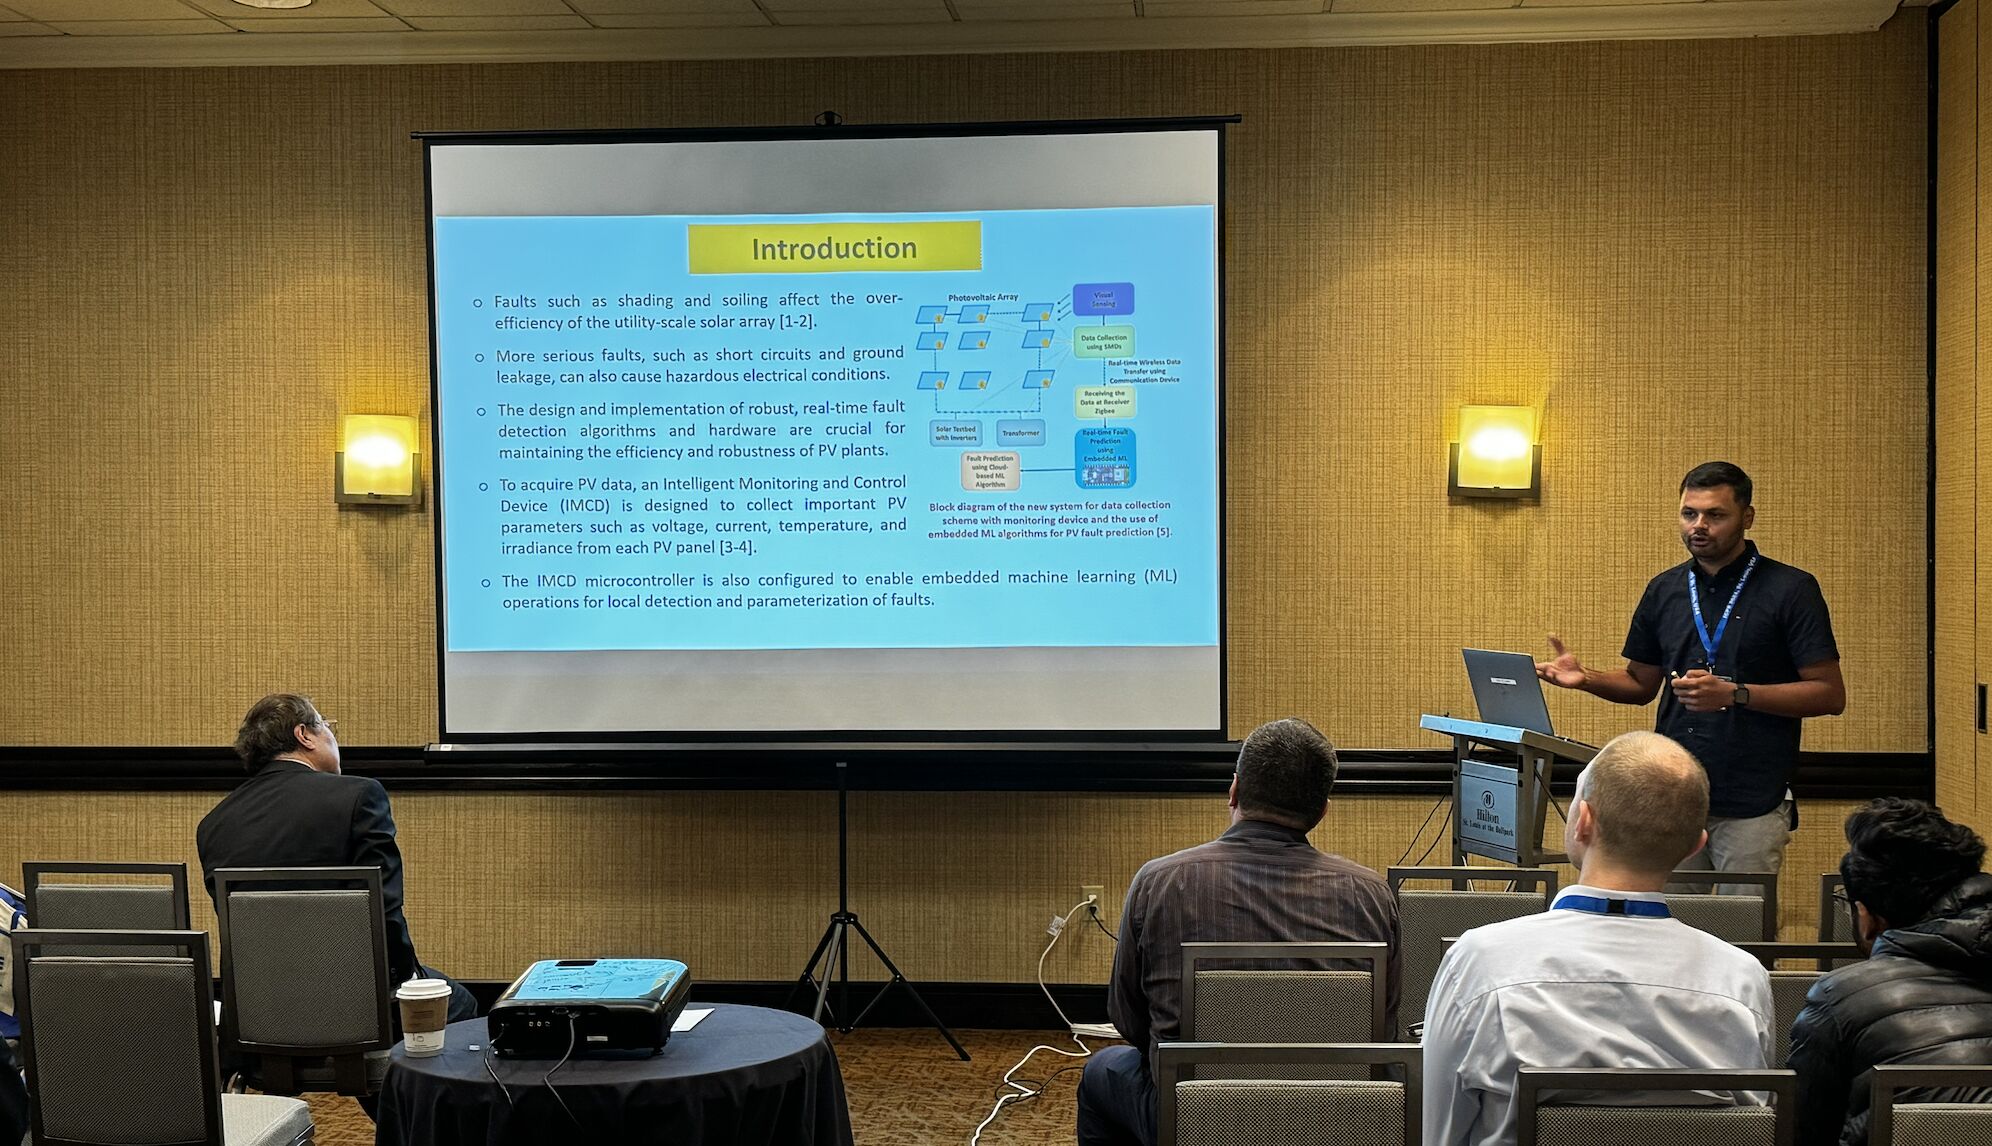 Introduction
Faults such as shading and soiling affect the over-
efficiency of the utility-scale solar array [1-2].
More serious faults, such as short circuits and ground
leakage, can also cause hazardous electrical conditions.
The design and implementation of robust, real-time fault
detection algorithms and hardware are crucial for
maintaining the efficiency and robustness of PV plants.
To acquire PV data, an Intelligent Monitoring and Control
Device (IMCD) is designed to collect important PV
parameters such as voltage, current, temperature, and
irradiance from each PV panel [3-4].
The IMCD microcontroller is also configured to enable embedded machine learning (ML)
operations for local detection and parameterization of faults.
Photovoltaic Array
Visual
Sensing
Data Collection
using SMDs
Real-time Wireless Data
Transfer using
Communication Device
Receiving the
Data at Receiver
Zigbee
Solar Testbed
with Inverters
Transformer
Real-time Fault
Prediction
using
Embedded ML
Fault Prediction
using Cloud-
based ML
Algorithm
Block diagram of the new system for data collection
scheme with monitoring device and the use of
embedded ML algorithms for PV fault prediction [5].
Hilton
St. Louis at the Ballpark